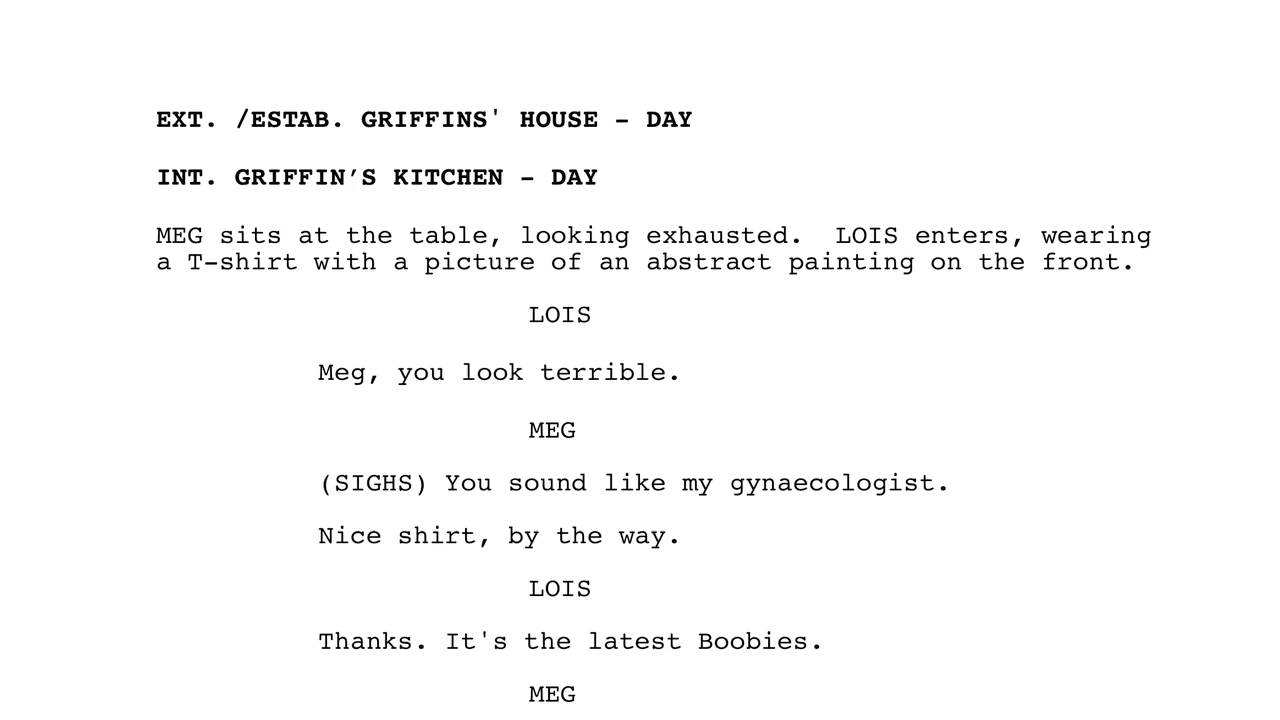 EXT. /ESTAB. GRIFFINS' HOUSE - DAY
INT. GRIFFIN’S KITCHEN - DAY
MEG sits at the table, looking exhausted.  LOIS enters, wearing
a T-shirt with a picture of an abstract painting on the front.
LOIS
Meg, you look terrible.
MEG
(SIGHS) You sound like my gynaecologist.
Nice shirt, by the way.
LOIS
Thanks. It's the latest Boobies.
MEG